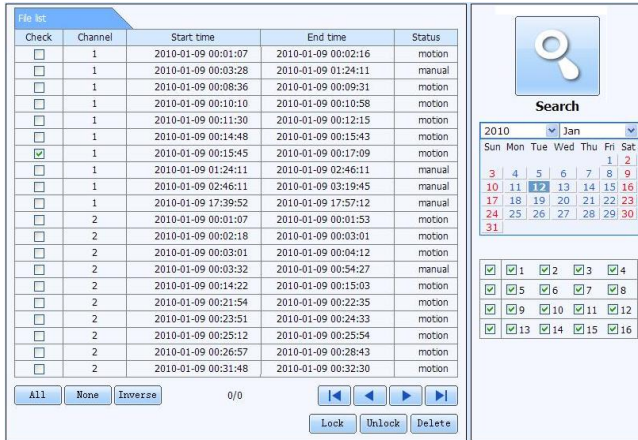 File list
Check Channel Start time End time Status
1 2010-01-09 00:01:07 2010-01-09 00:02:16 motion
1 2010-01-09 00:03:28 2010-01-09 01:24:11 manual
1 2010-01-09 00:08:36 2010-01-09 00:09:31 motion
1 2010-01-09 00:10:10 2010-01-09 00:10:58 motion
1 2010-01-09 00:11:30 2010-01-09 00:12:15 motion
1 2010-01-09 00:14:48 2010-01-09 00:15:43 motion
1 2010-01-09 00:15:45 2010-01-09 00:17:09 motion
1 2010-01-09 01:24:11 2010-01-09 02:46:11 manual
1 2010-01-09 02:46:11 2010-01-09 03:19:45 manual
1 2010-01-09 17:39:52 2010-01-09 17:57:12 manual
2 2010-01-09 00:01:07 2010-01-09 00:01:53 motion
2 2010-01-09 00:02:18 2010-01-09 00:03:01 motion
2 2010-01-09 00:03:01 2010-01-09 00:04:12 motion
2 2010-01-09 00:03:32 2010-01-09 00:54:27 manual
2 2010-01-09 00:14:22 2010-01-09 00:15:03 motion
2 2010-01-09 00:21:54 2010-01-09 00:22:35 motion
2 2010-01-09 00:23:51 2010-01-09 00:24:33 motion
2 2010-01-09 00:25:12 2010-01-09 00:25:54 motion
2 2010-01-09 00:26:57 2010-01-09 00:28:43 motion
2 2010-01-09 00:31:48 2010-01-09 00:32:30 motion
All None Inverse 0/0
Lock Unlock Delete
Search
2010 Jan
Sun Mon Tue Wed Thu Fri Sat
1 2
3 4 5 6 7 8 9
10 11 12 13 14 15 16
17 18 19 20 21 22 23
24 25 26 27 28 29 30
31
1 2 3 4
5 6 7 8
9 10 11 12
13 14 15 16